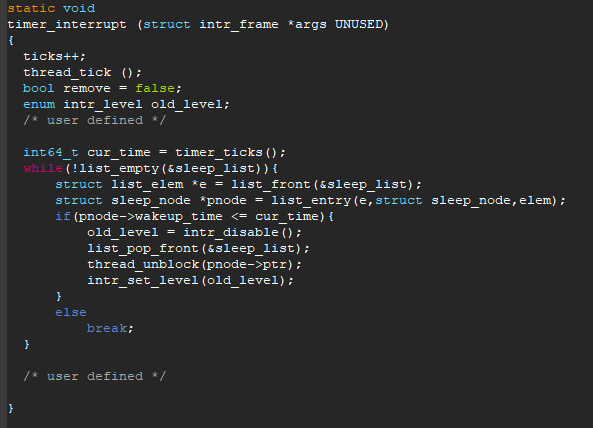 static void
timer_interrupt (struct intr_frame *args UNUSED)
{
  ticks++;
  thread_tick ();
  bool remove = false;
  enum intr_level old_level;
  /* user defined */

  int64_t cur_time = timer_ticks();
  while(!list_empty(&sleep_list)){
      struct list_elem *e = list_front(&sleep_list);
      struct sleep_node *pnode = list_entry(e,struct sleep_node,elem);
      if(pnode->wakeup_time <= cur_time){
          old_level = intr_disable();
          list_pop_front(&sleep_list);
          thread_unblock(pnode->ptr);
          intr_set_level(old_level);
      }
      else
          break;
  }

  /* user defined */

}